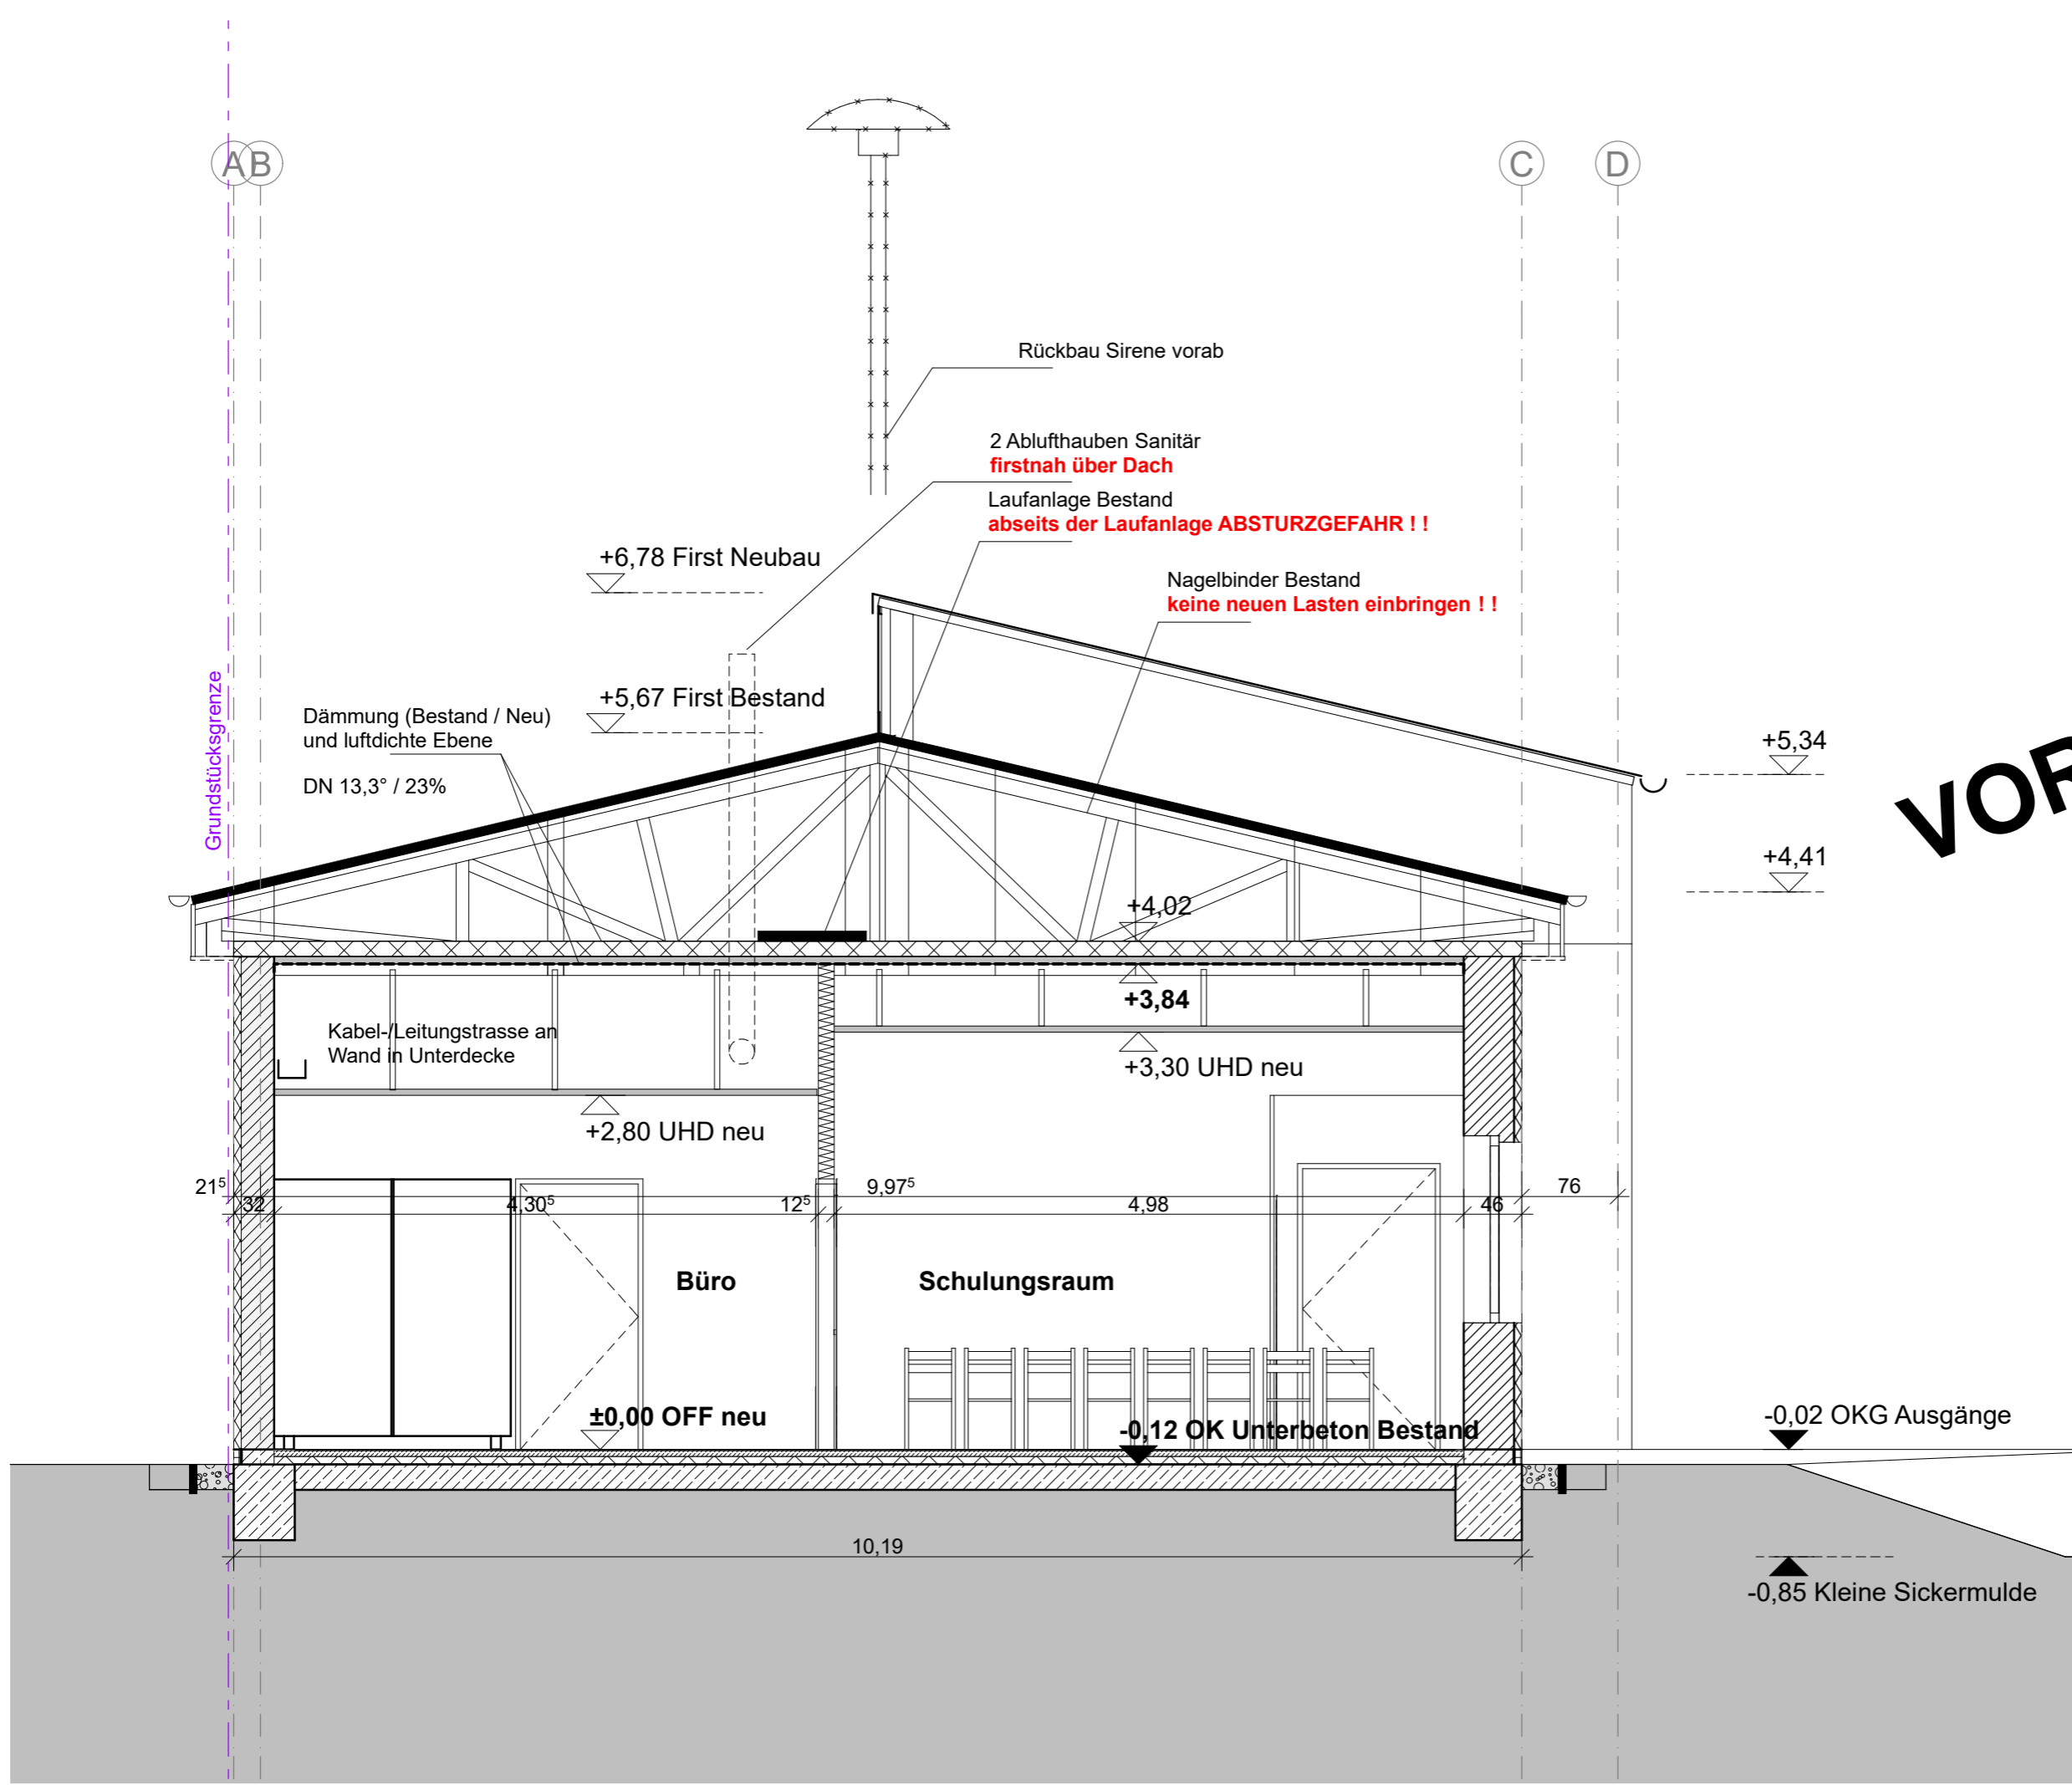 A B C D
Rückbau Sirene vorab
2 Ablufthauben Sanitär
firstnah über Dach
Laufanlage Bestand
abseits der Laufanlage ABSTURZGEFAHR ! !
+6,78 First Neubau
Nagelbinder Bestand
keine neuen Lasten einbringen ! !
Grundstücksgrenze
+5,67 First Bestand
Dämmung (Bestand / Neu)
und luftdichte Ebene
DN 13,3° / 23%
+5,34
VOR
+4,41
+4,02
+3,84
Kabel-/Leitungstrasse an
Wand in Unterdecke
+3,30 UHD neu
+2,80 UHD neu
21⁵ 9,97⁵ 76
32 4,30⁵ 12⁵ 4,98 46
Büro
Schulungsraum
±0,00 OFF neu
-0,12 OK Unterbeton Bestand
-0,02 OKG Ausgänge
10,19
-0,85 Kleine Sickermulde